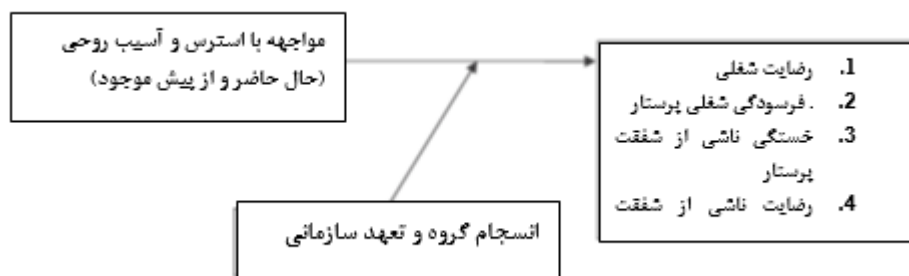 مواجهه با استرس و آسیب روحی
(حال حاضر و از پیش موجود)
1. رضایت شغلی
2. . فرسودگی شغلی پرستار
3. خستگی ناشی از شفقت
پرستار
4. رضایت ناشی از شفقت
انسجام گروه و تعهد سازمانی